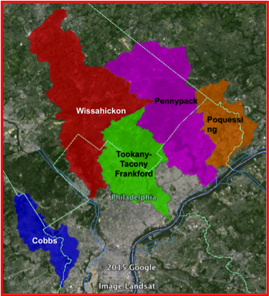 Pennypack
Wissahickon
Poquessi
ng
Tookany-
Tacony
Frankford
Philadelphia
Cobbs
© 2015 Google
Image Landsat